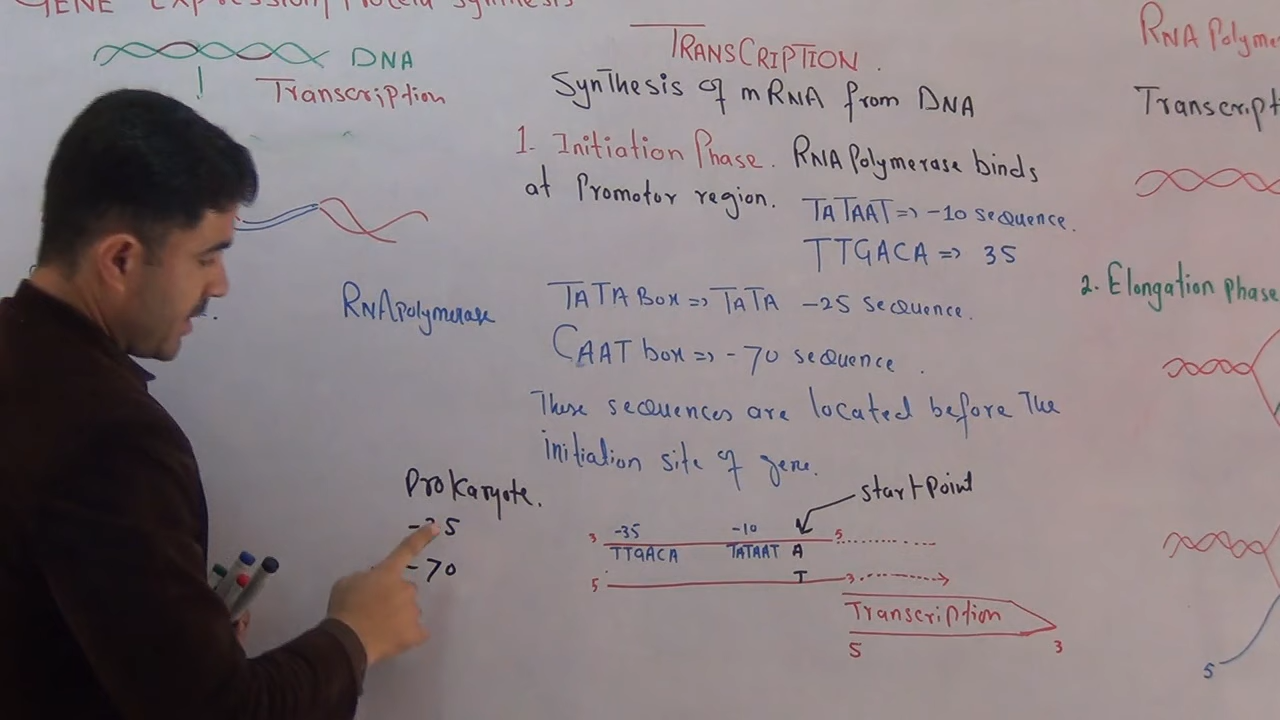 GENE Expression/Protein Synthesis
DNA
Transcription
RNA Polymerase
TRANSCRIPTION.
Synthesis of mRNA from DNA
1. Initiation Phase. RNA Polymerase binds
at Promotor region.
TATAAT => -10 sequence.
TTGACA => 35
TATA Box => TATA -25 sequence.
CAAT box => -70 sequence.
These sequences are located before the
initiation site of gene.
Prokaryote.
-70
start Point
3 -35 -10 5
TTGACA TATAAT A
T
5 3
Transcription
5 3
RNA Polyme
Transcript
2. Elongation phase
5